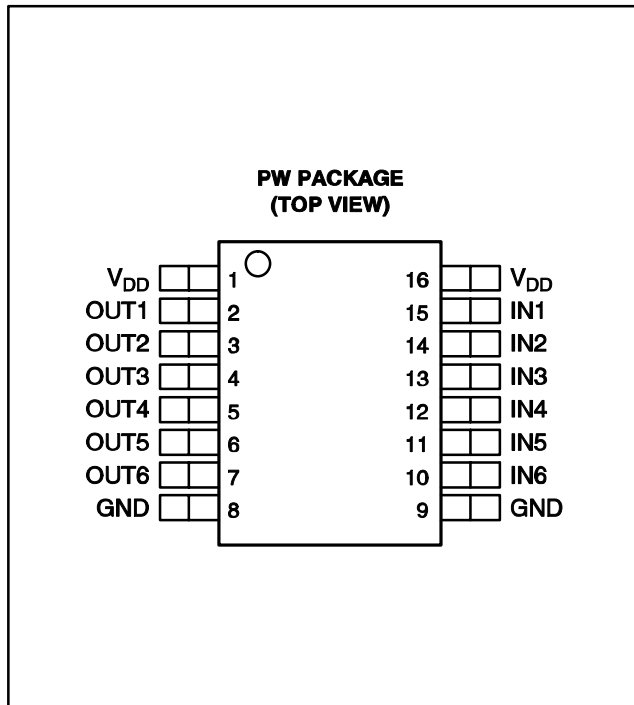 PW PACKAGE
(TOP VIEW)
VDD 1 16 VDD
OUT1 2 15 IN1
OUT2 3 14 IN2
OUT3 4 13 IN3
OUT4 5 12 IN4
OUT5 6 11 IN5
OUT6 7 10 IN6
GND 8 9 GND